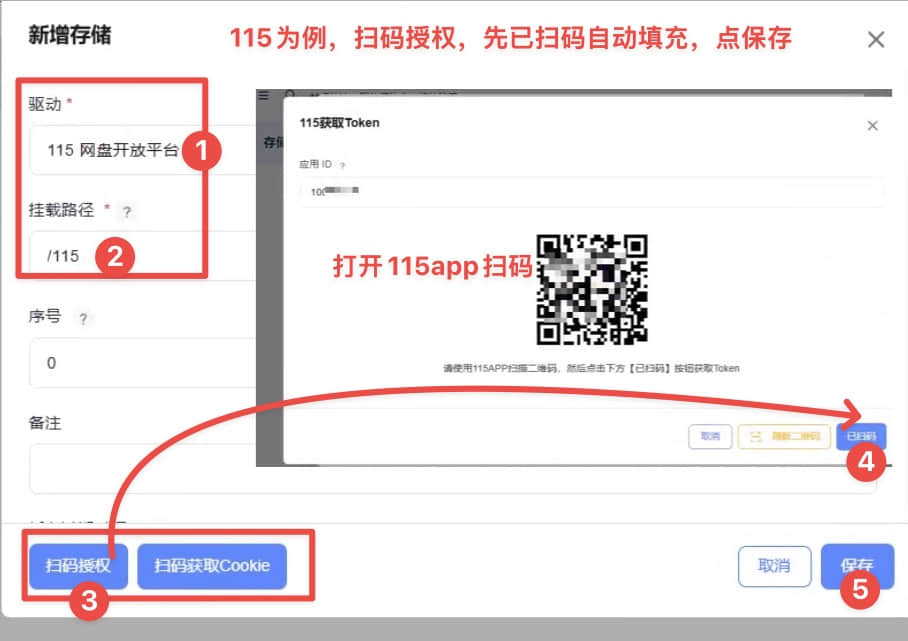 新增存储
115为例，扫码授权，先已扫码自动填充，点保存
驱动 *
115 网盘开放平台
1
挂载路径 * ?
/115
2
序号 ?
0
备注
存储
115获取Token
应用 ID ?
打开115app扫码
请使用115APP扫描二维码，然后点击下方【已扫码】按钮获取Token
取消
刷新二维码
已扫码
4
扫码授权
扫码获取Cookie
3
取消
保存
5